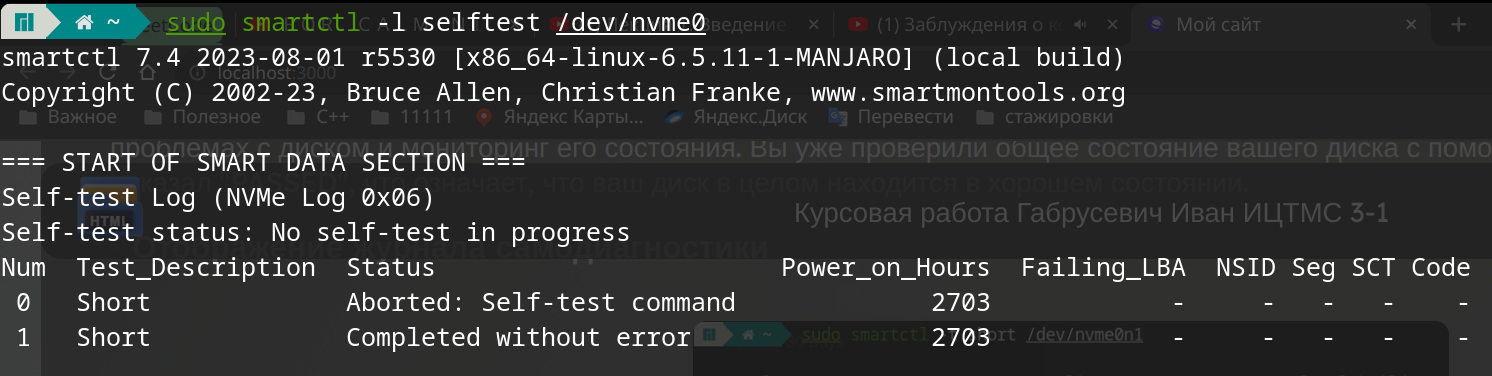 ~ sudo smartctl -l selftest /dev/nvme0
smartctl 7.4 2023-08-01 r5530 [x86_64-linux-6.5.11-1-MANJARO] (local build)
localhost:3000
Copyright (C) 2002-23, Bruce Allen, Christian Franke, www.smartmontools.org
(1) Заблуждения о к
Мой сайт
Важное Полезное C++ 11111 Яндекс Карты... Яндекс.Диск Перевести стажировки
проблемах с диском и мониторинг его состояния. Вы уже проверили общее состояние вашего диска с помо
=== START OF SMART DATA SECTION ===
означает, что ваш диск в целом находится в хорошем состоянии.
Self-test Log (NVMe Log 0x06)
HTML
Курсовая работа Габрусевич Иван ИЦТМС 3-1
Self-test status: No self-test in progress
самодиагностики
Num Test_Description Status Power_on_Hours Failing_LBA NSID Seg SCT Code
0 Short Aborted: Self-test command 2703 - - - - -
1 Short Completed without error 2703 - - - - -
~ sudo smartctl short /dev/nvme0n1